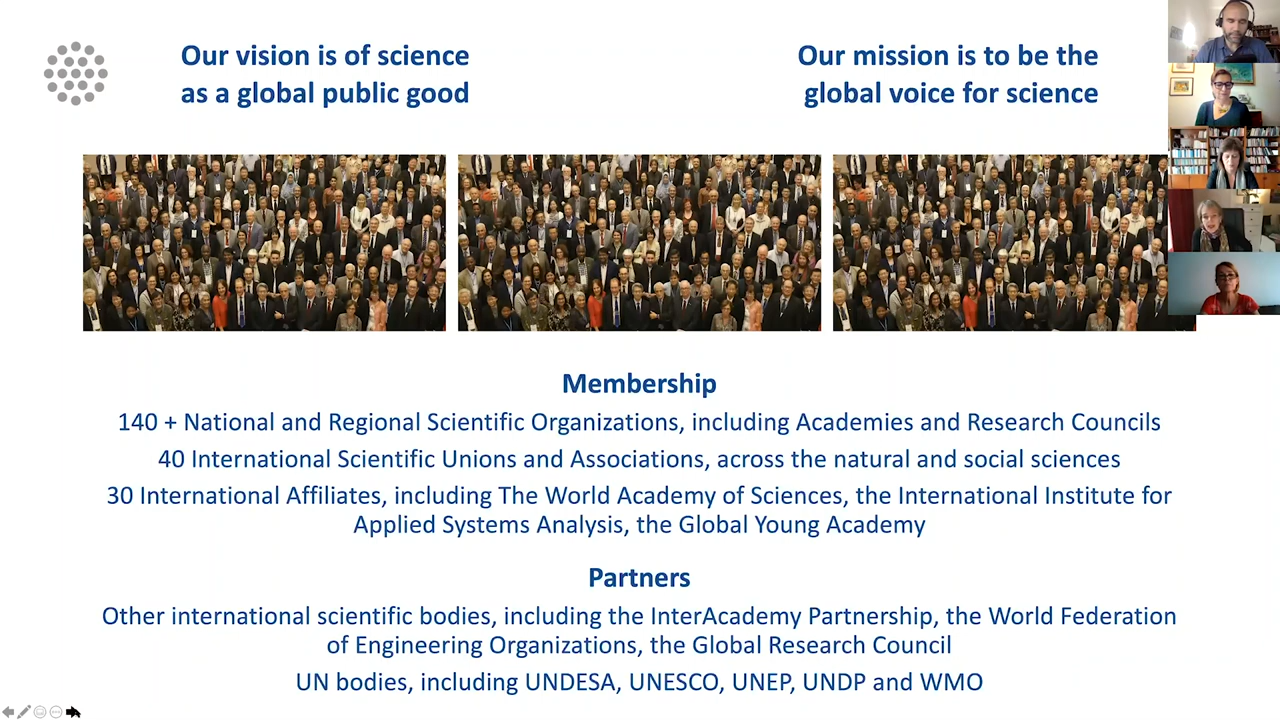 Our vision is of science
as a global public good
Our mission is to be the
global voice for science
Membership
140 + National and Regional Scientific Organizations, including Academies and Research Councils
40 International Scientific Unions and Associations, across the natural and social sciences
30 International Affiliates, including The World Academy of Sciences, the International Institute for
Applied Systems Analysis, the Global Young Academy
Partners
Other international scientific bodies, including the InterAcademy Partnership, the World Federation
of Engineering Organizations, the Global Research Council
UN bodies, including UNDESA, UNESCO, UNEP, UNDP and WMO